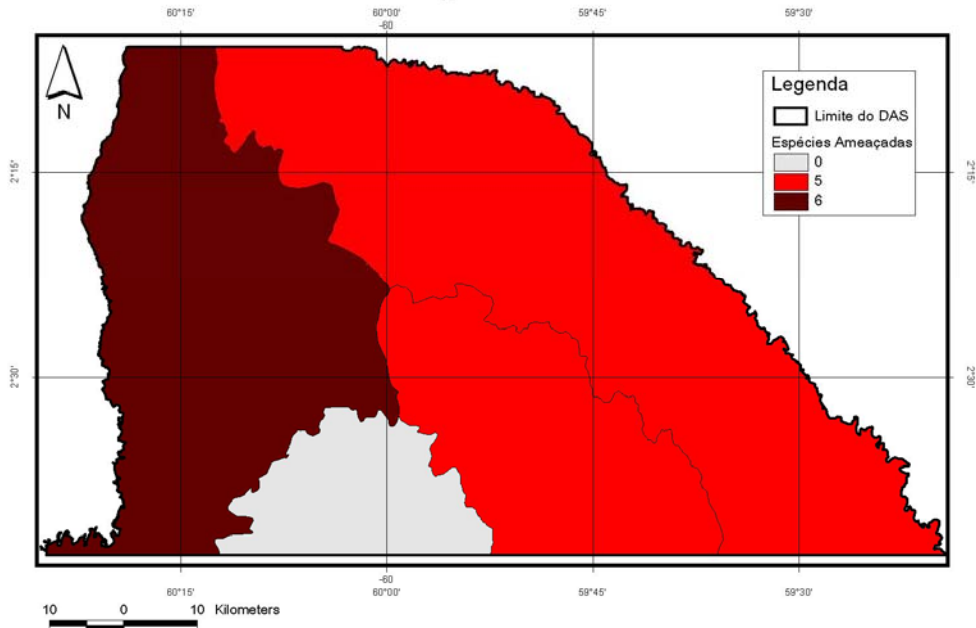 60°15' 60°00' 59°45' 59°30'
-60
N
Legenda
Limite do DAS
Espécies Ameaçadas
0
5
6
2°15' 2°15'
2°30' 2°30'
-60
60°15' 60°00' 59°45' 59°30'
10 0 10 Kilometers